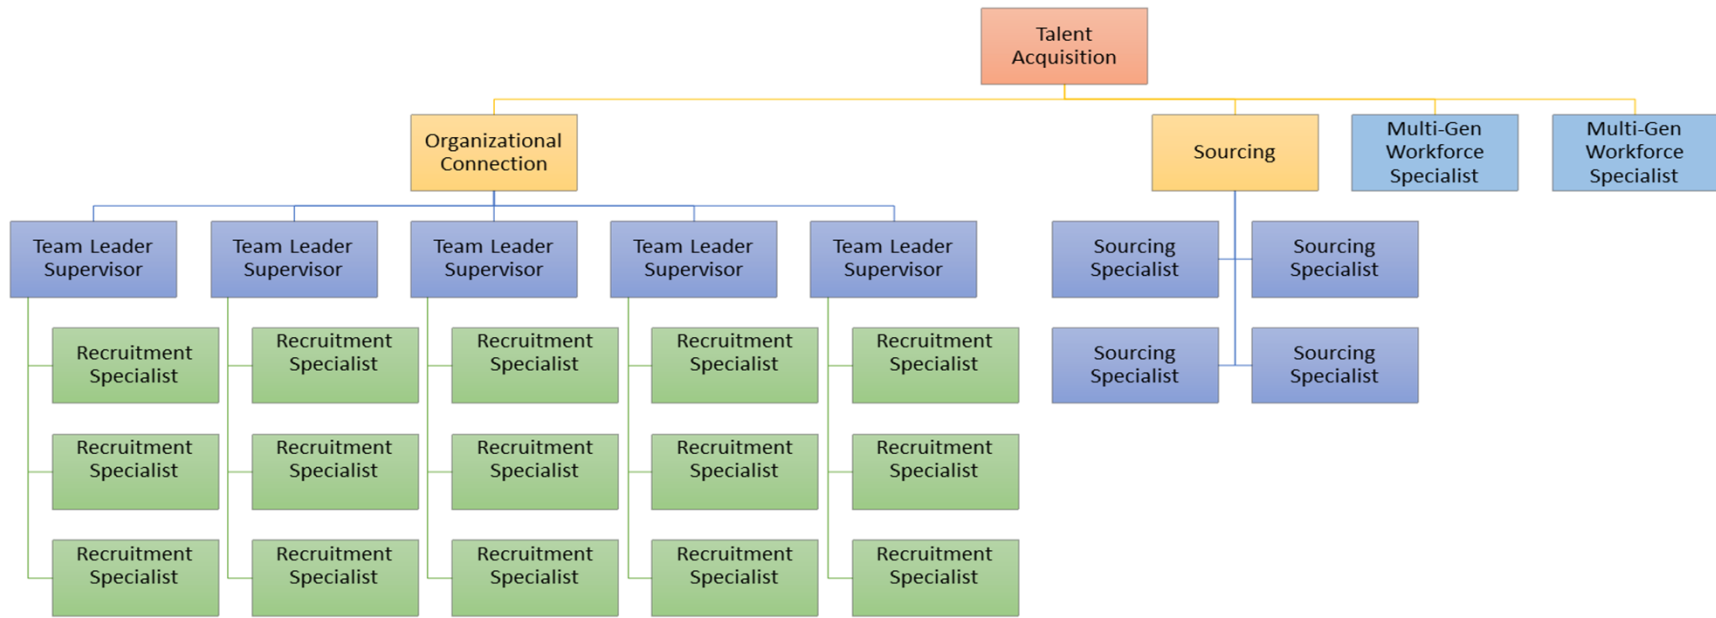 Talent
Acquisition
Organizational
Connection
Sourcing
Multi-Gen
Workforce
Specialist
Multi-Gen
Workforce
Specialist
Team Leader
Supervisor
Team Leader
Supervisor
Team Leader
Supervisor
Team Leader
Supervisor
Team Leader
Supervisor
Sourcing
Specialist
Sourcing
Specialist
Recruitment
Specialist
Recruitment
Specialist
Recruitment
Specialist
Recruitment
Specialist
Recruitment
Specialist
Sourcing
Specialist
Sourcing
Specialist
Recruitment
Specialist
Recruitment
Specialist
Recruitment
Specialist
Recruitment
Specialist
Recruitment
Specialist
Recruitment
Specialist
Recruitment
Specialist
Recruitment
Specialist
Recruitment
Specialist
Recruitment
Specialist